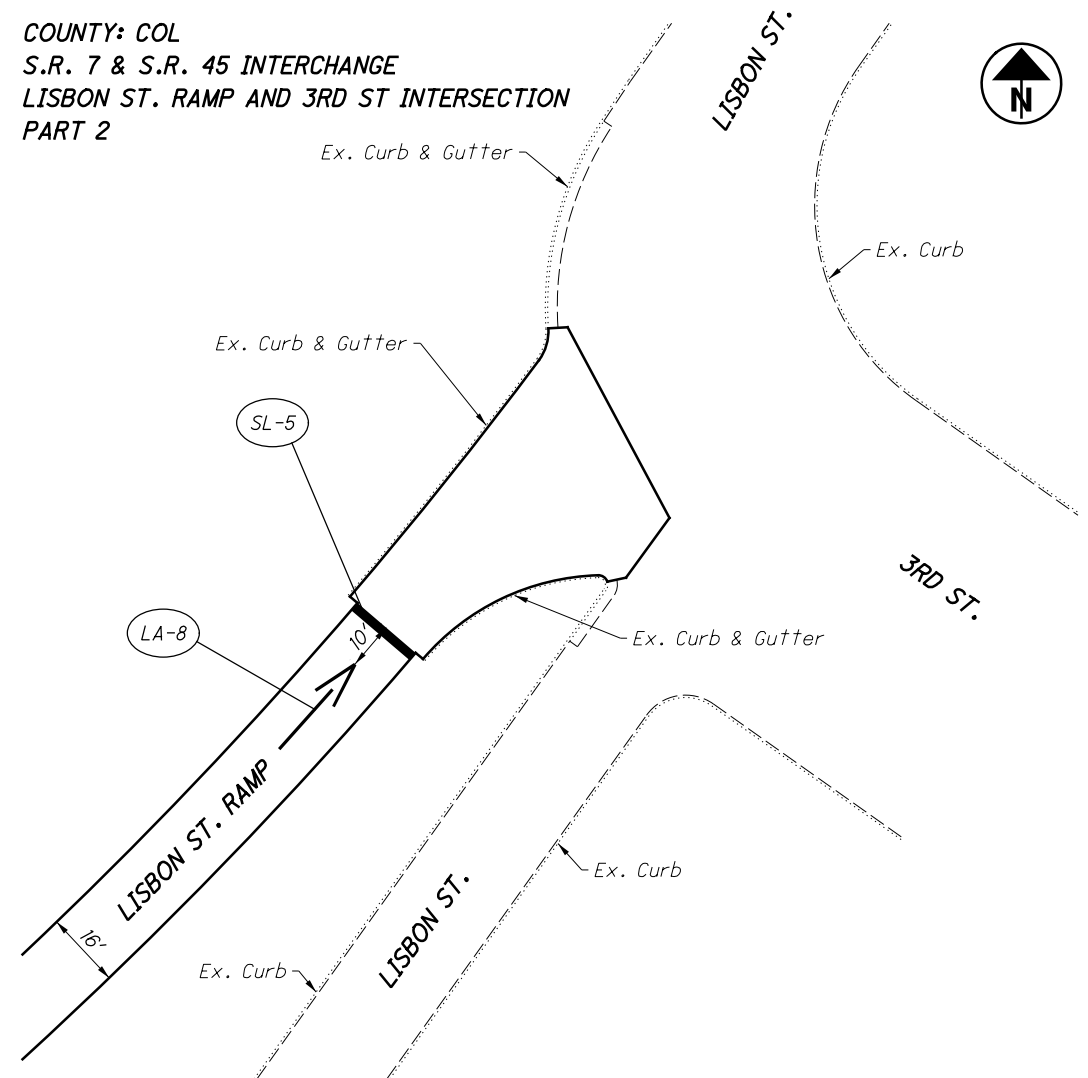 COUNTY: COL
S.R. 7 & S.R. 45 INTERCHANGE
LISBON ST. RAMP AND 3RD ST INTERSECTION
PART 2
LISBON ST.
N
Ex. Curb & Gutter
Ex. Curb
Ex. Curb & Gutter
SL-5
3RD ST.
LA-8
10'
Ex. Curb & Gutter
LISBON ST. RAMP
Ex. Curb
LISBON ST.
16'
Ex. Curb